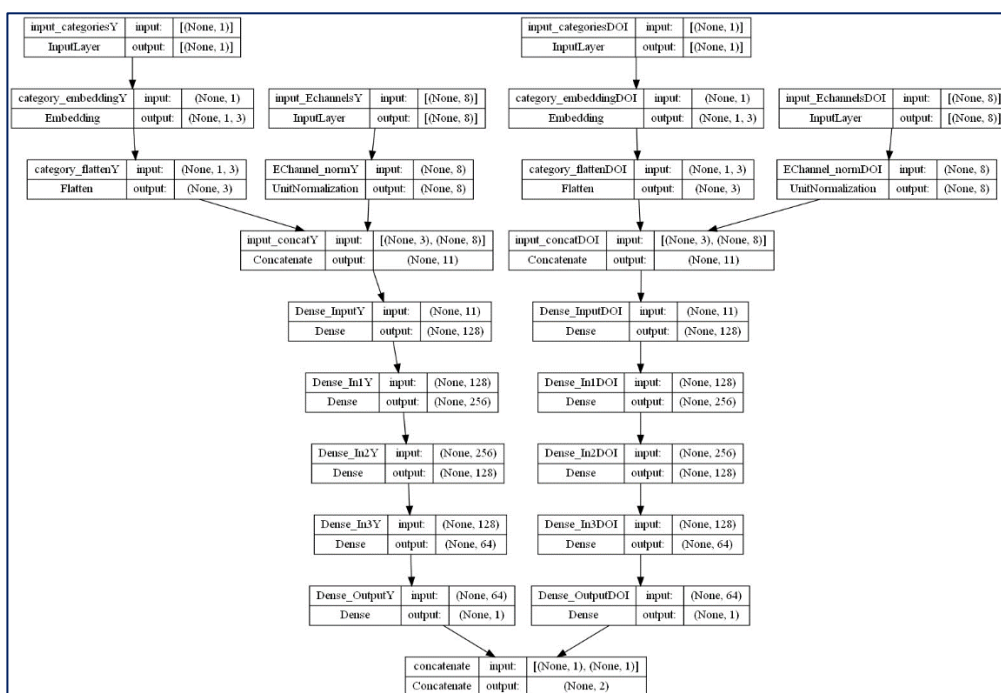 input_categoriesY input: [(None, 1)]
InputLayer output: [(None, 1)]
input_categoriesDOI input: [(None, 1)]
InputLayer output: [(None, 1)]
category_embeddingY input: (None, 1)
Embedding output: (None, 1, 3)
input_EchannelsY input: [(None, 8)]
InputLayer output: [(None, 8)]
category_embeddingDOI input: (None, 1)
Embedding output: (None, 1, 3)
input_EchannelsDOI input: [(None, 8)]
InputLayer output: [(None, 8)]
category_flattenY input: (None, 1, 3)
Flatten output: (None, 3)
EChannel_normY input: (None, 8)
UnitNormalization output: (None, 8)
category_flattenDOI input: (None, 1, 3)
Flatten output: (None, 3)
EChannel_normDOI input: (None, 8)
UnitNormalization output: (None, 8)
input_concatY input: [(None, 3), (None, 8)]
Concatenate output: (None, 11)
input_concatDOI input: [(None, 3), (None, 8)]
Concatenate output: (None, 11)
Dense_InputY input: (None, 11)
Dense output: (None, 128)
Dense_InputDOI input: (None, 11)
Dense output: (None, 128)
Dense_In1Y input: (None, 128)
Dense output: (None, 256)
Dense_In1DOI input: (None, 128)
Dense output: (None, 256)
Dense_In2Y input: (None, 256)
Dense output: (None, 128)
Dense_In2DOI input: (None, 256)
Dense output: (None, 128)
Dense_In3Y input: (None, 128)
Dense output: (None, 64)
Dense_In3DOI input: (None, 128)
Dense output: (None, 64)
Dense_OutputY input: (None, 64)
Dense output: (None, 1)
Dense_OutputDOI input: (None, 64)
Dense output: (None, 1)
concatenate input: [(None, 1), (None, 1)]
Concatenate output: (None, 2)